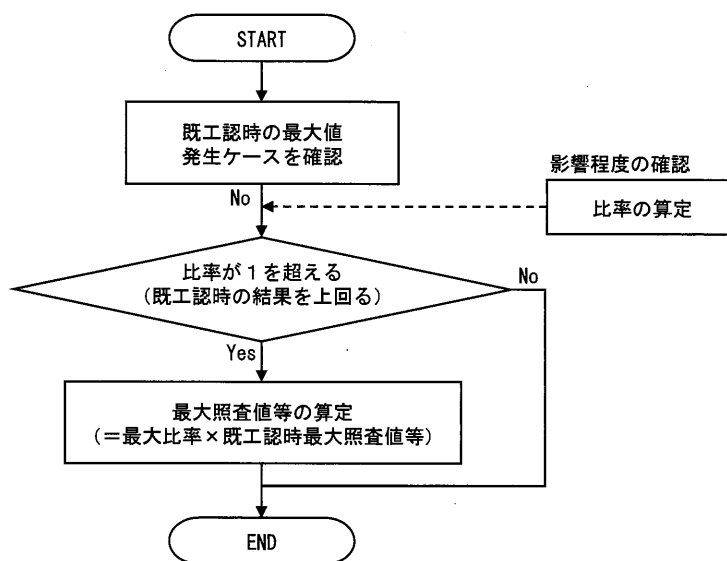 START
既工認時の最大値
発生ケースを確認
影響程度の確認
比率の算定
No
比率が1を超える
（既工認時の結果を上回る）
No
Yes
最大照査値等の算定
（＝最大比率×既工認時最大照査値等）
END